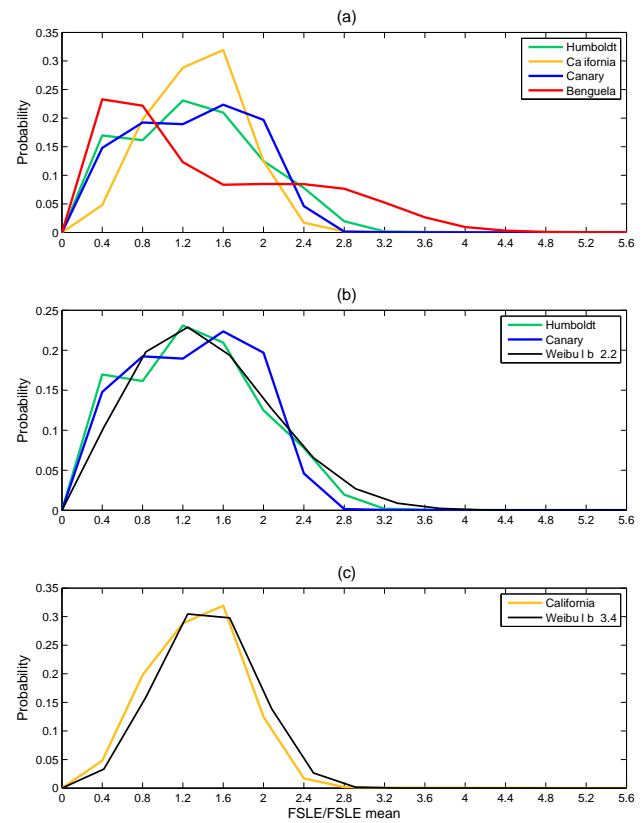 (a)
0.35
0.3
0.25
0.2
0.15
0.1
0.05
0
Probability
Humboldt
Ca ifornia
Canary
Benguela
0 0.4 0.8 1.2 1.6 2 2.4 2.8 3.2 3.6 4 4.4 4.8 5.2 5.6
(b)
0.25
0.2
0.15
0.1
0.05
0
Probability
Humboldt
Canary
Weibu l b 2.2
0 0.4 0.8 1.2 1.6 2 2.4 2.8 3.2 3.6 4 4.4 4.8 5.2 5.6
(c)
0.35
0.3
0.25
0.2
0.15
0.1
0.05
0
Probability
California
Weibu l b 3.4
0 0.4 0.8 1.2 1.6 2 2.4 2.8 3.2 3.6 4 4.4 4.8 5.2 5.6
FSLE/FSLE mean